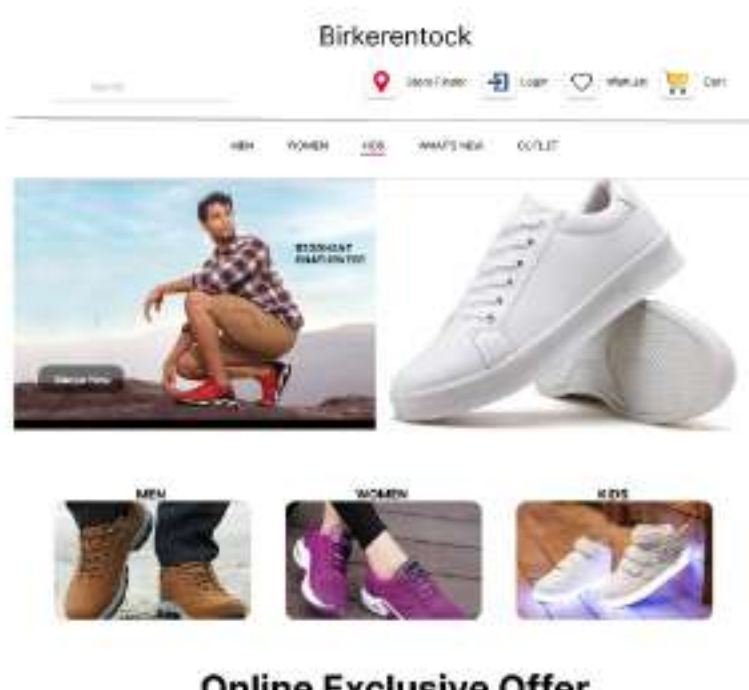 Birkerentock
Store Finder
Login
Wish List
Cart
MEN WOMEN KIDS WHAT'S NEW OUTLET
MEN WOMEN KIDS
Online Exclusive Offer